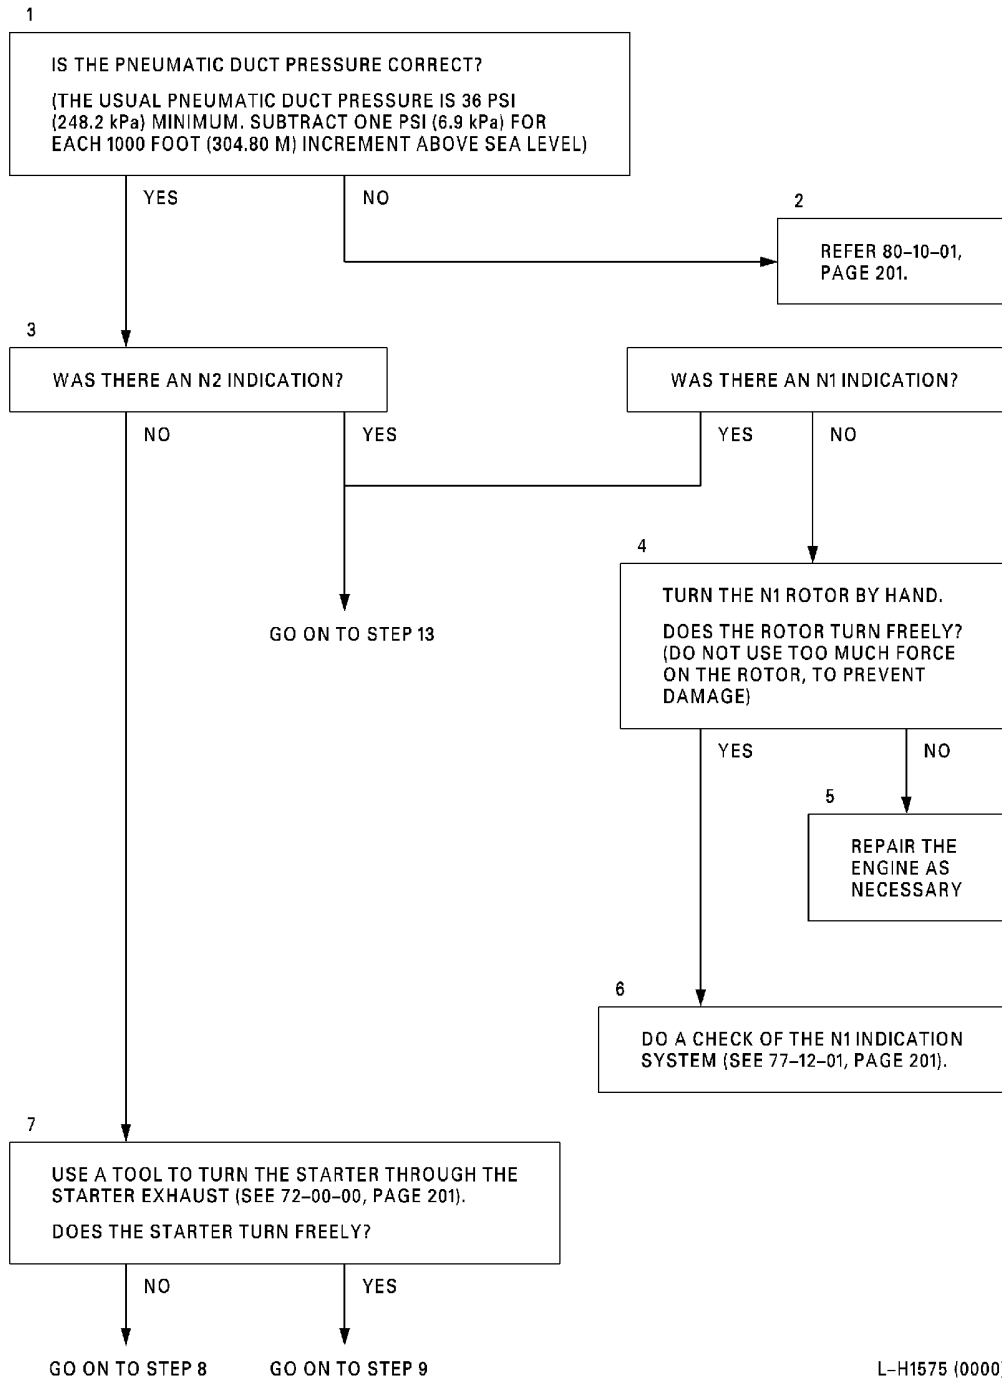 1
IS THE PNEUMATIC DUCT PRESSURE CORRECT?
(THE USUAL PNEUMATIC DUCT PRESSURE IS 36 PSI
(248.2 kPa) MINIMUM. SUBTRACT ONE PSI (6.9 kPa) FOR
EACH 1000 FOOT (304.80 M) INCREMENT ABOVE SEA LEVEL)
YES
NO
2
REFER 80–10–01,
PAGE 201.
3
WAS THERE AN N2 INDICATION?
WAS THERE AN N1 INDICATION?
NO
YES
YES
NO
4
TURN THE N1 ROTOR BY HAND.
DOES THE ROTOR TURN FREELY?
(DO NOT USE TOO MUCH FORCE
ON THE ROTOR, TO PREVENT
DAMAGE)
GO ON TO STEP 13
YES
NO
5
REPAIR THE
ENGINE AS
NECESSARY
6
DO A CHECK OF THE N1 INDICATION
SYSTEM (SEE 77–12–01, PAGE 201).
7
USE A TOOL TO TURN THE STARTER THROUGH THE
STARTER EXHAUST (SEE 72–00–00, PAGE 201).
DOES THE STARTER TURN FREELY?
NO
YES
GO ON TO STEP 8
GO ON TO STEP 9
L–H1575 (0000)